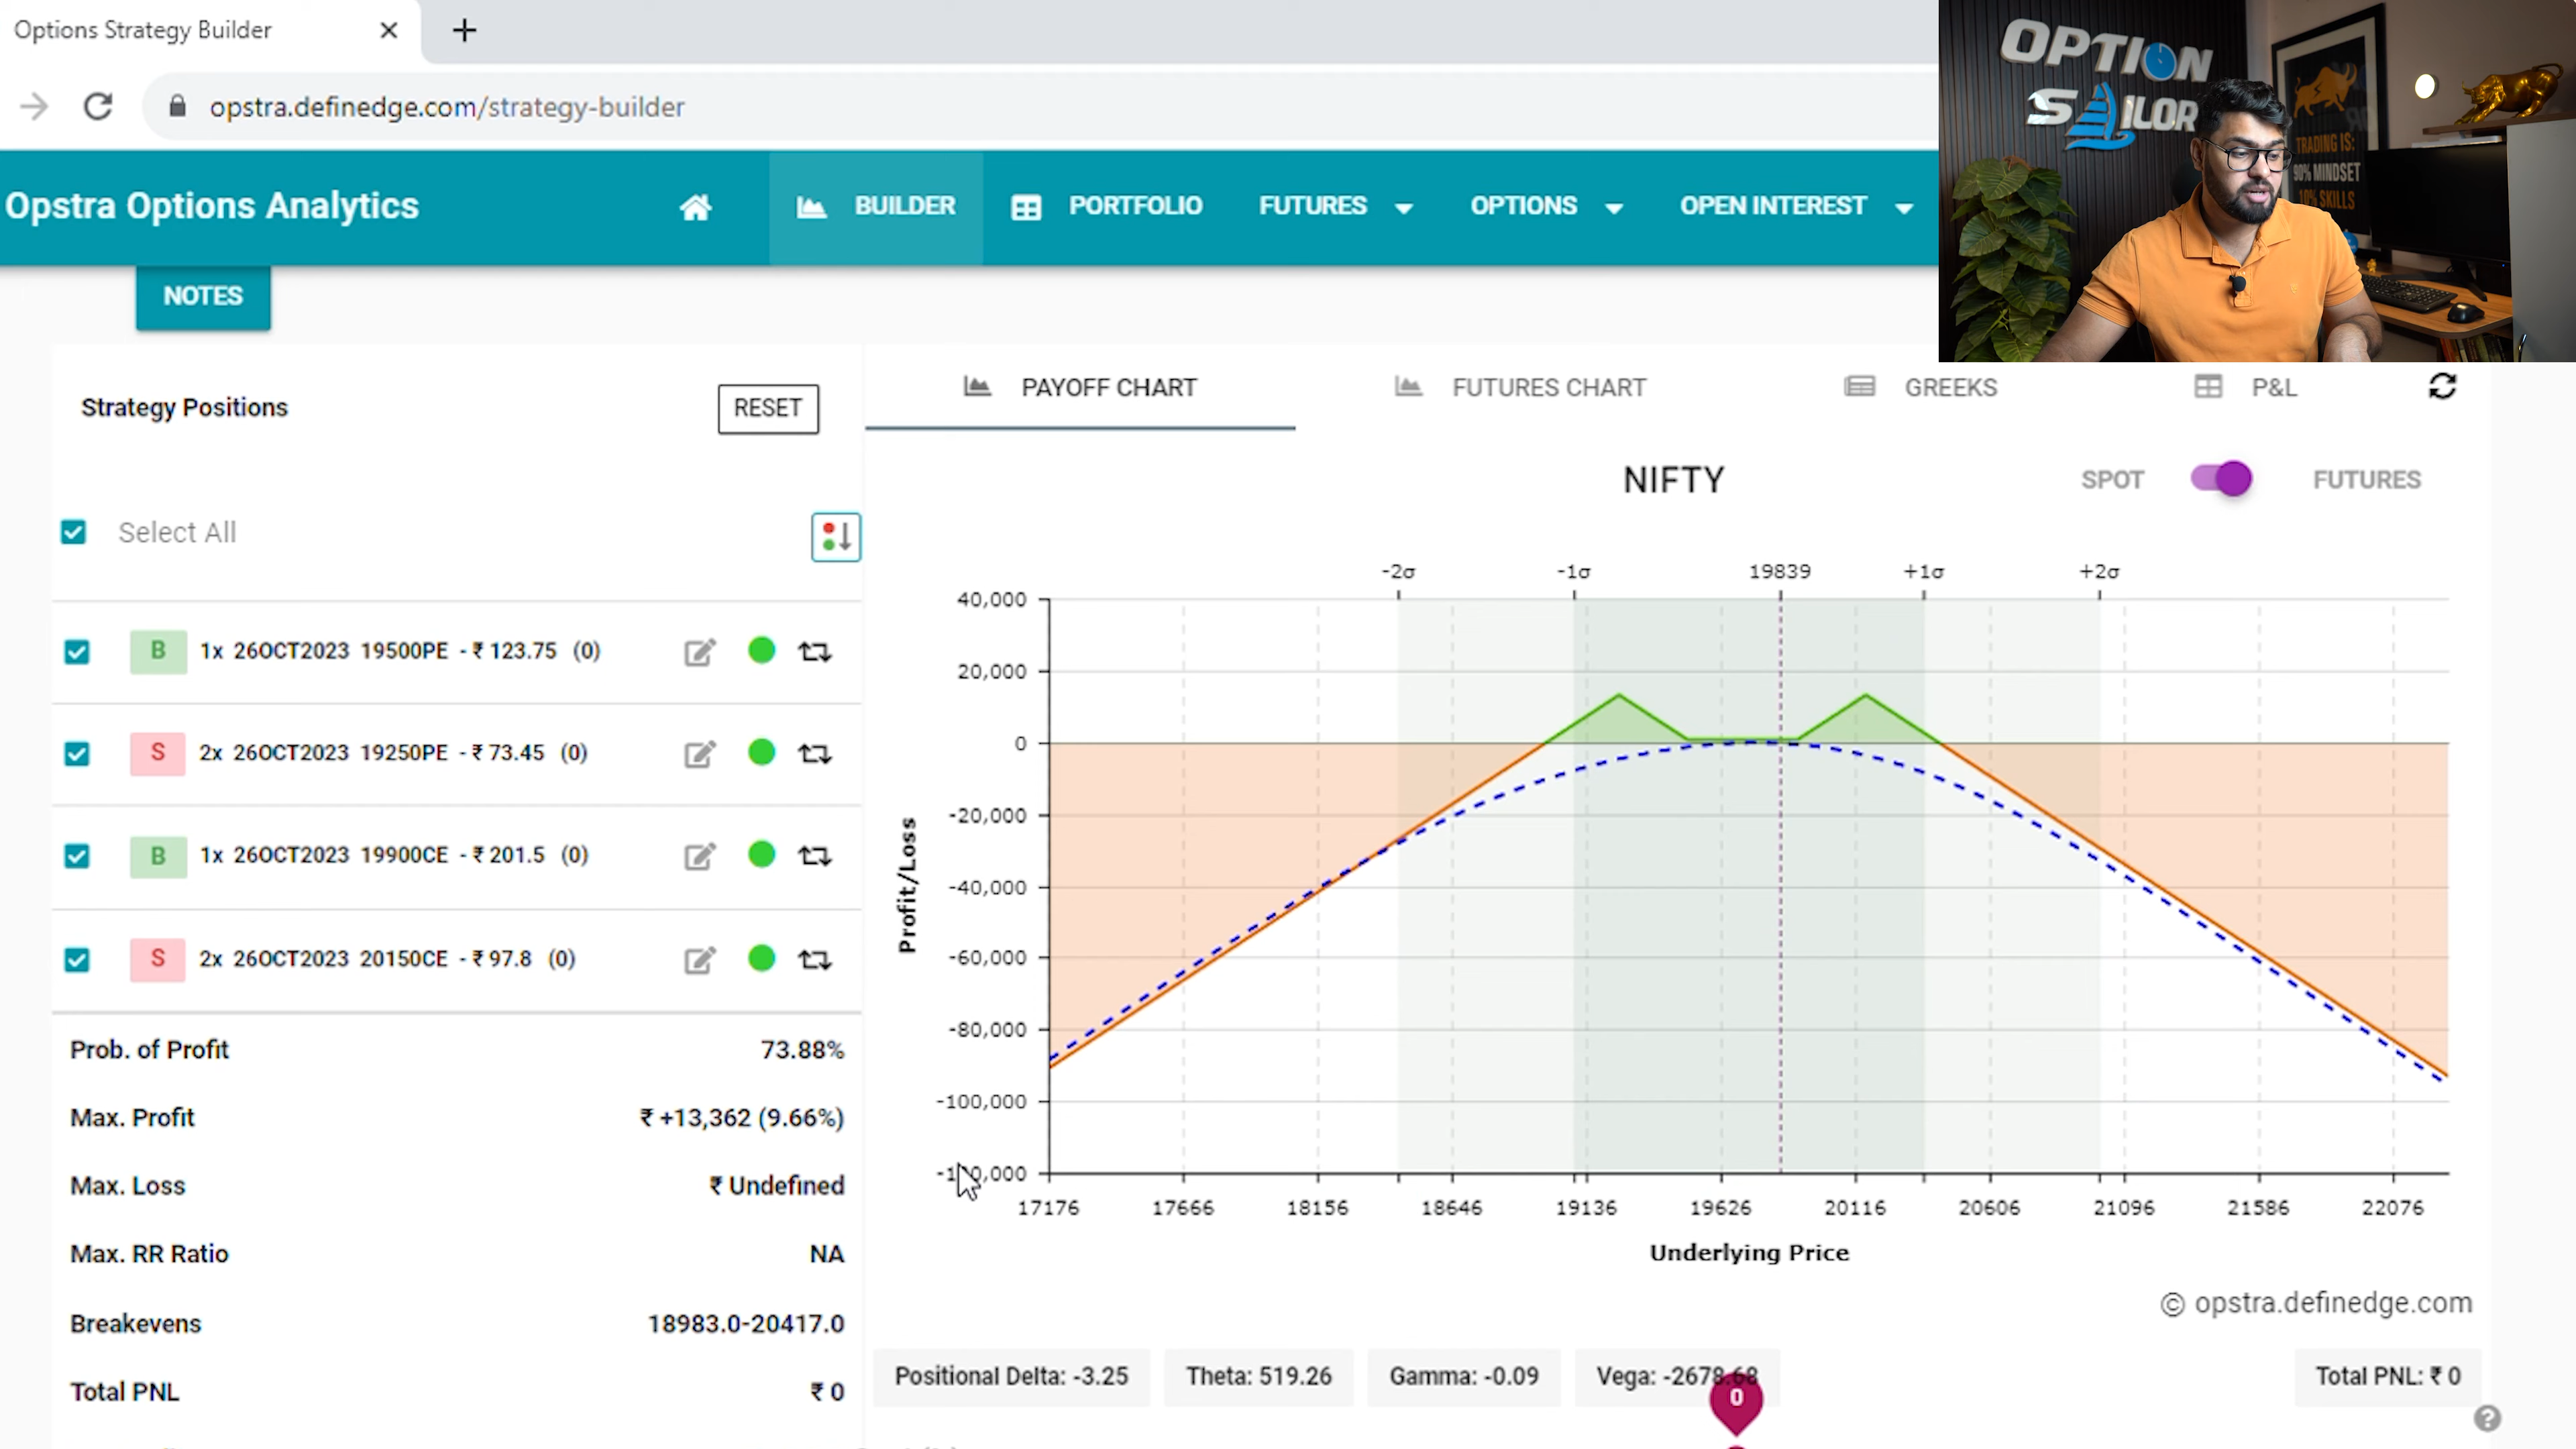 Options Strategy Builder
opstra.definedge.com/strategy-builder
OPTION
SAILOR
TRADING IS:
90% MINDSET
10% SKILLS
Opstra Options Analytics
BUILDER
PORTFOLIO
FUTURES
OPTIONS
OPEN INTEREST
NOTES
Strategy Positions
RESET
Select All
B 1x 26OCT2023 19500PE - ₹ 123.75 (0)
S 2x 26OCT2023 19250PE - ₹ 73.45 (0)
B 1x 26OCT2023 19900CE - ₹ 201.5 (0)
S 2x 26OCT2023 20150CE - ₹ 97.8 (0)
Prob. of Profit 73.88%
Max. Profit ₹ +13,362 (9.66%)
Max. Loss ₹ Undefined
Max. RR Ratio NA
Breakevens 18983.0-20417.0
Total PNL ₹ 0
PAYOFF CHART
FUTURES CHART
GREEKS
P&L
NIFTY
SPOT
FUTURES
-2σ -1σ 19839 +1σ +2σ
40,000
20,000
0
-20,000
-40,000
-60,000
-80,000
-100,000
Profit/Loss
17176 17666 18156 18646 19136 19626 20116 20606 21096 21586 22076
Underlying Price
© opstra.definedge.com
Positional Delta: -3.25
Theta: 519.26
Gamma: -0.09
Vega: -2678.68
0
Total PNL: ₹ 0